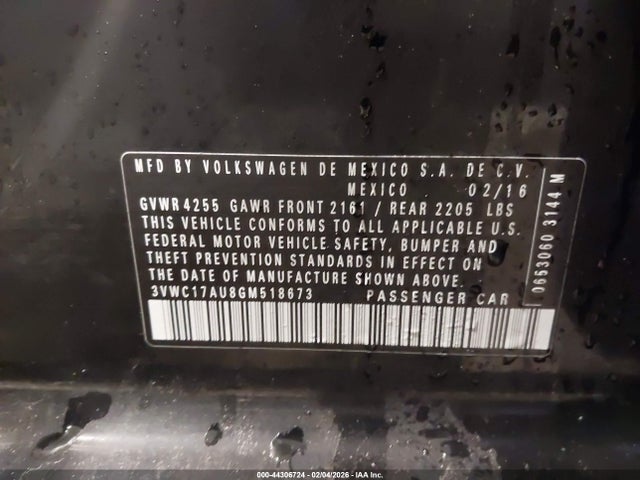 MFD BY VOLKSWAGEN DE MEXICO S.A. DE C.V.
MEXICO 02/16
GVWR 4255 GAWR FRONT 2161 / REAR 2205 LBS
THIS VEHICLE CONFORMS TO ALL APPLICABLE U.S.
FEDERAL MOTOR VEHICLE SAFETY, BUMPER AND
THEFT PREVENTION STANDARDS IN EFFECT ON
THE DATE OF MANUFACTURE SHOWN ABOVE.
3VWC17AU8GM518673 PASSENGER CAR
0653060 3144 M
000-44306724 - 02/04/2026 - IAA Inc.